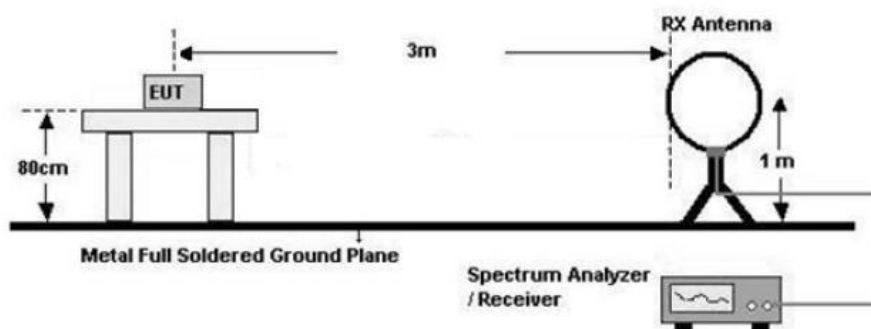 RX Antenna
3m
EUT
80cm
1 m
Metal Full Soldered Ground Plane
Spectrum Analyzer
/ Receiver